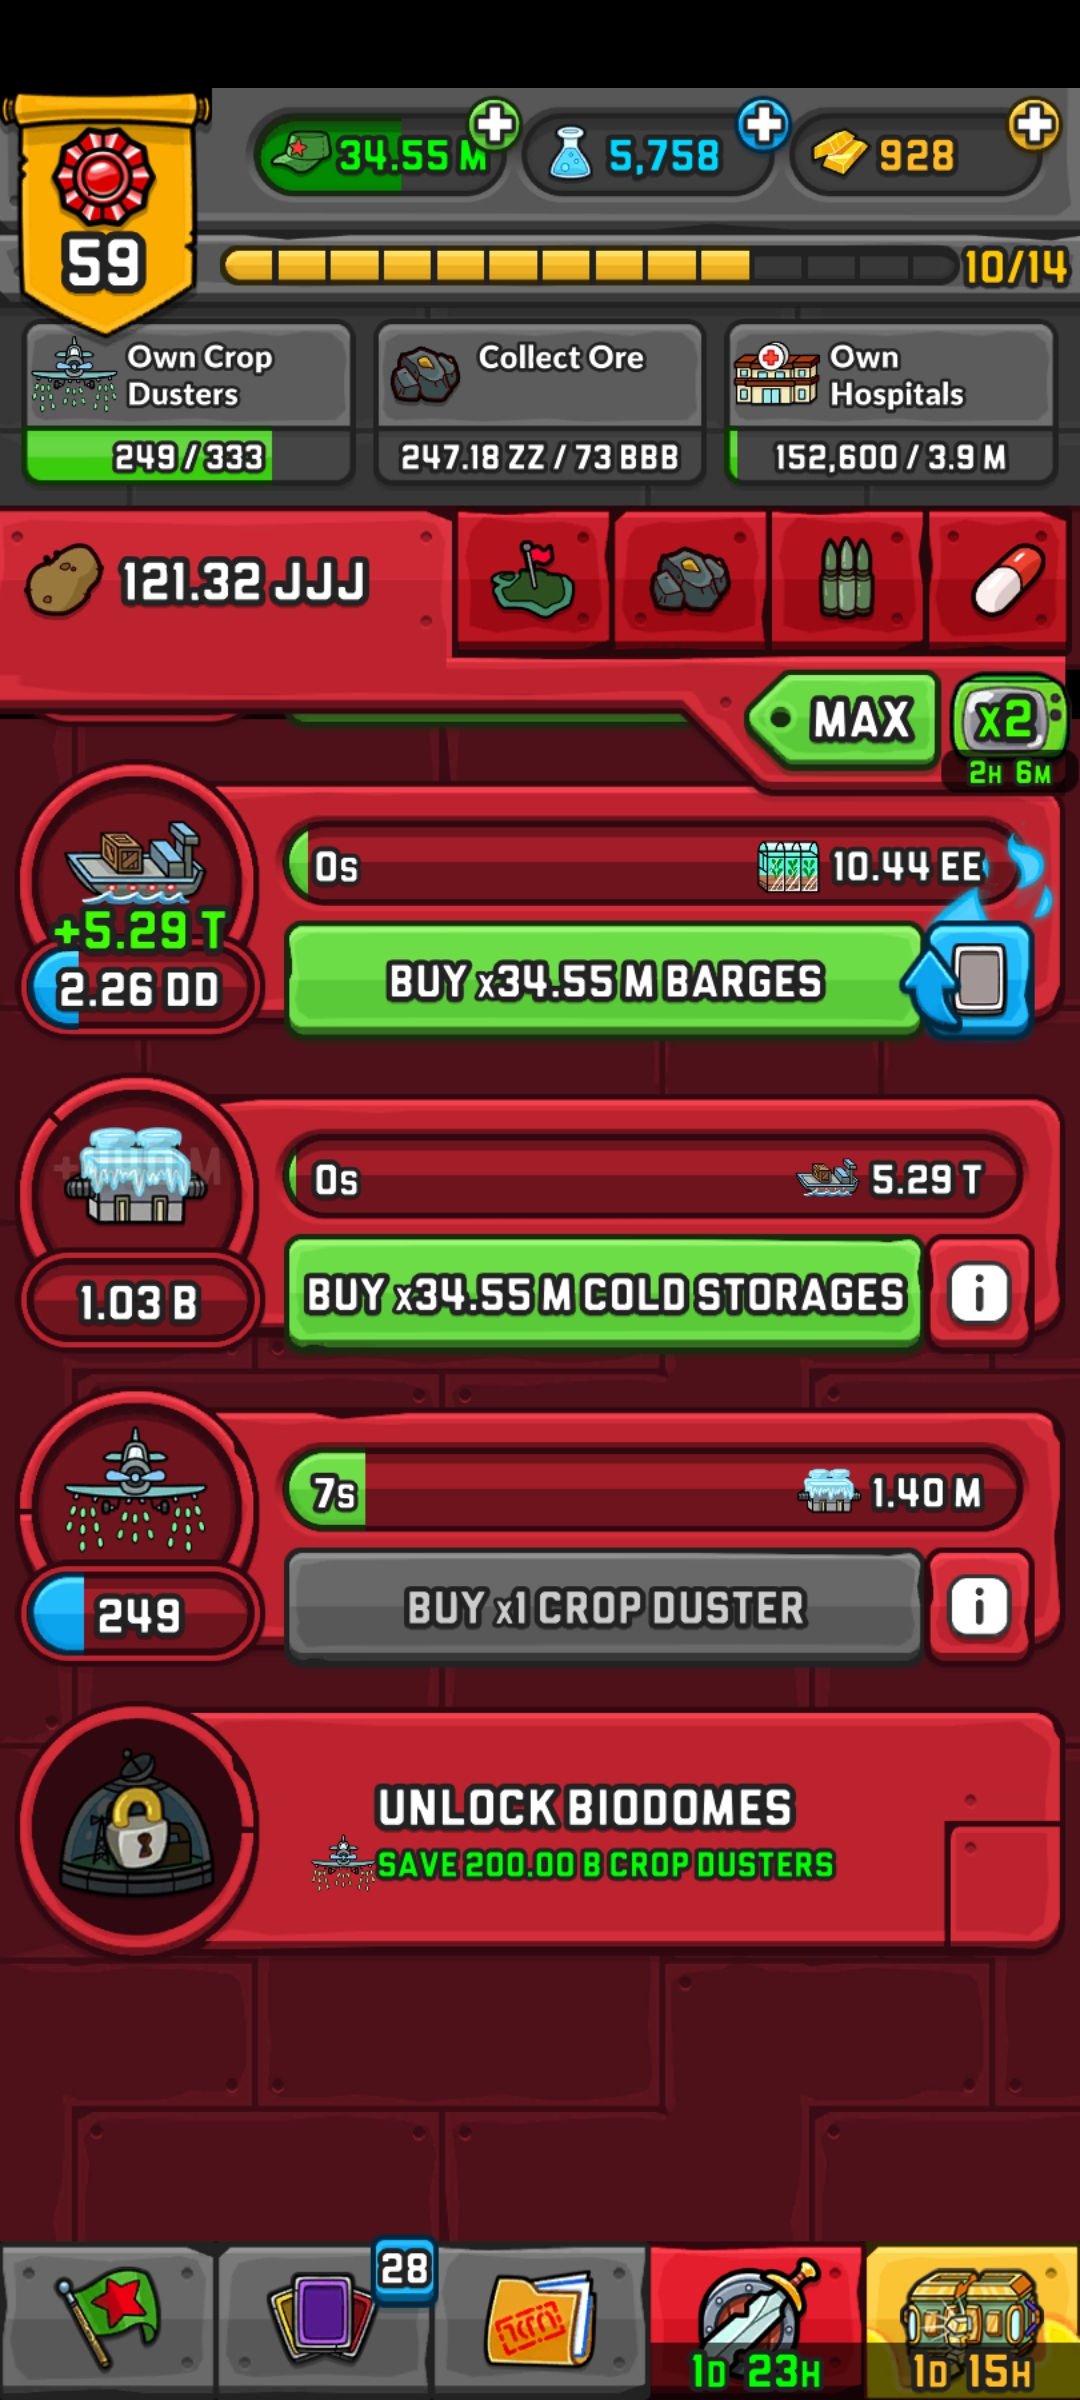 34.55 M
5,758
928
59
10/14
Own Crop
Dusters
249/333
Collect Ore
247.18 ZZ / 73 BBB
Own
Hospitals
152,600 / 3.9 M
121.32 JJJ
MAX
x2
2H 6M
+5.29 T
2.26 DD
0s
10.44 EE
BUY x34.55 M BARGES
1.03 B
0s
5.29 T
BUY x34.55 M COLD STORAGES
i
7s
1.40 M
249
BUY x1 CROP DUSTER
i
UNLOCK BIODOMES
SAVE 200.00 B CROP DUSTERS
28
1D 23H
1D 15H